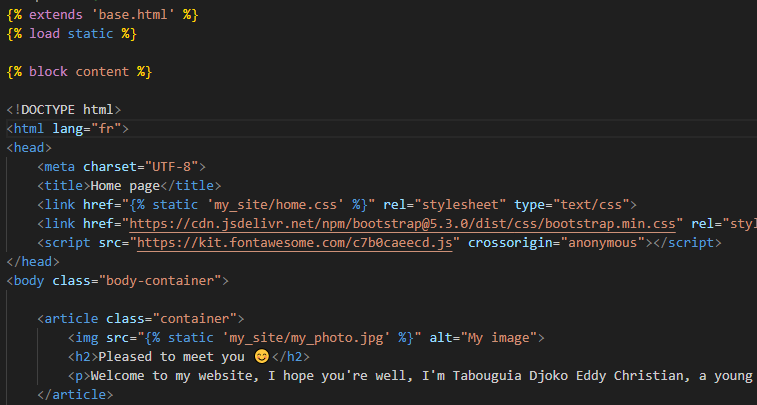 {% extends 'base.html' %}
{% load static %}
{% block content %}
<!DOCTYPE html>
<html lang="fr">
<head>
<meta charset="UTF-8">
<title>Home page</title>
<link href="{% static 'my_site/home.css' %}" rel="stylesheet" type="text/css">
<link href="https://cdn.jsdelivr.net/npm/bootstrap@5.3.0/dist/css/bootstrap.min.css" rel="sty
<script src="https://kit.fontawesome.com/c7b0caeecd.js" crossorigin="anonymous"></script>
</head>
<body class="body-container">
<article class="container">
<img src="{% static 'my_site/my_photo.jpg' %}" alt="My image">
<h2>Pleased to meet you 😊</h2>
<p>Welcome to my website, I hope you're well, I'm Tabouguia Djoko Eddy Christian, a young
</article>